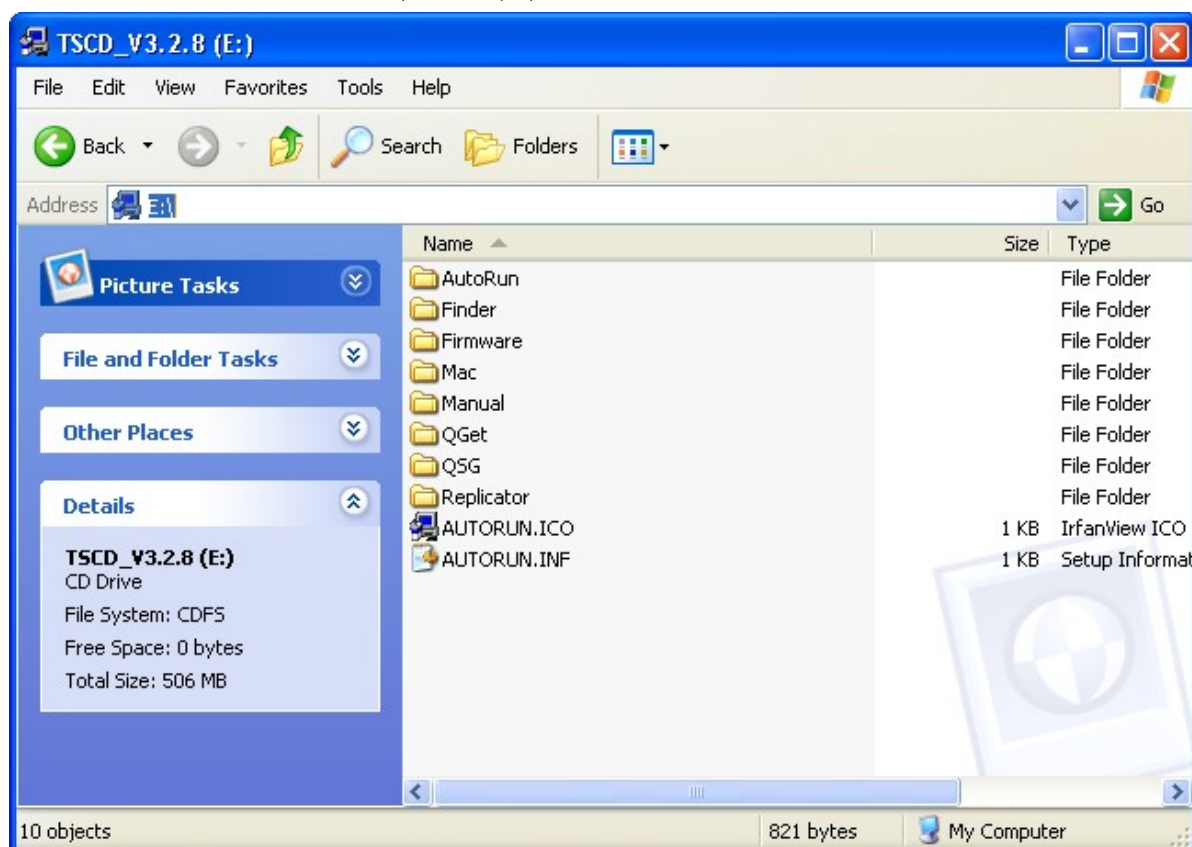 TSCD_V3.2.8 (E:)
File Edit View Favorites Tools Help
Back Search Folders
Address E:\ Go
Name Size Type
Picture Tasks
File and Folder Tasks
Other Places
Details
TSCD_V3.2.8 (E:)
CD Drive
File System: CDFS
Free Space: 0 bytes
Total Size: 506 MB
AutoRun File Folder
Finder File Folder
Firmware File Folder
Mac File Folder
Manual File Folder
QGet File Folder
QSG File Folder
Replicator File Folder
AUTORUN.ICO 1 KB IrfanView ICO
AUTORUN.INF 1 KB Setup Informat
10 objects 821 bytes My Computer